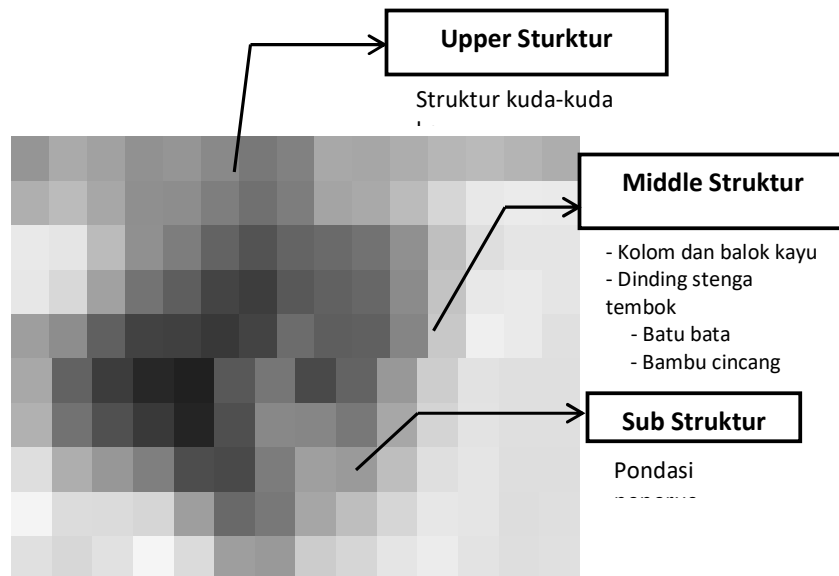 Upper Sturktur
Struktur kuda-kuda
Middle Struktur
- Kolom dan balok kayu
- Dinding stenga
tembok
- Batu bata
- Bambu cincang
Sub Struktur
Pondasi